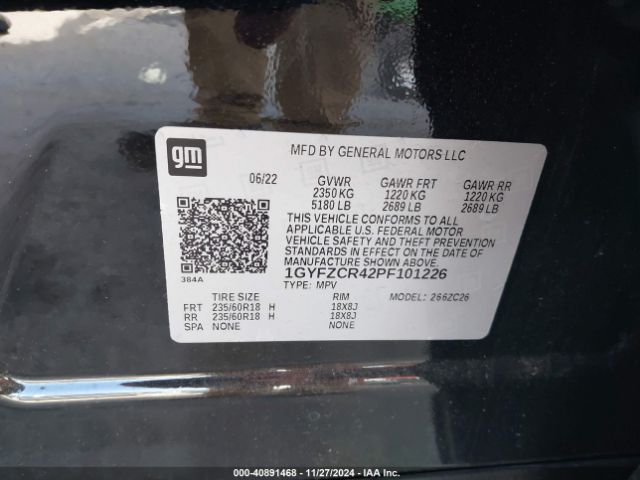 gm
MFD BY GENERAL MOTORS LLC
06/22 GVWR GAWR FRT GAWR RR
2350 KG 1220 KG 1220 KG
5180 LB 2689 LB 2689 LB
THIS VEHICLE CONFORMS TO ALL
APPLICABLE U.S. FEDERAL MOTOR
VEHICLE SAFETY AND THEFT PREVENTION
STANDARDS IN EFFECT ON THE DATE OF
MANUFACTURE SHOWN ABOVE.
384A
1GYFZCR42PF101226
TYPE: MPV MODEL: 266ZC26
TIRE SIZE RIM
FRT 235/60R18 H 18X8J
RR 235/60R18 H 18X8J
SPA NONE NONE
000-40891468 - 11/27/2024 - IAA PARTNER